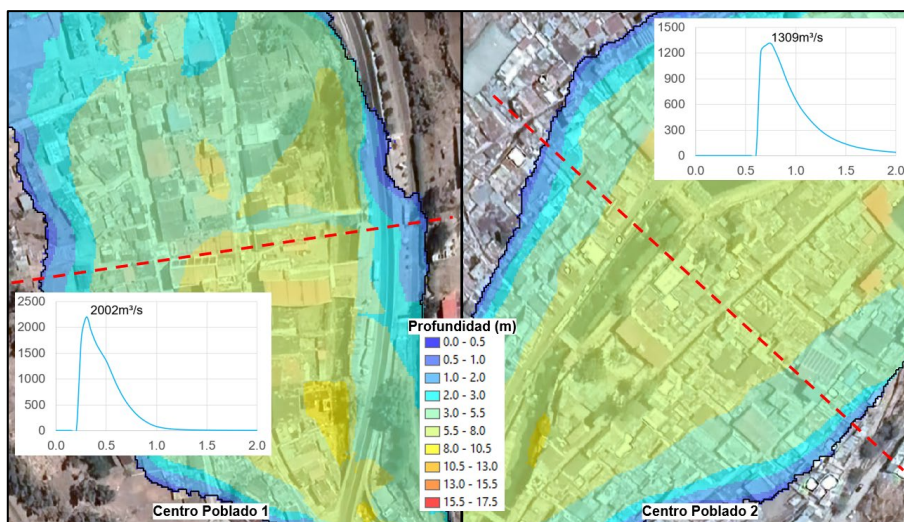 1309m³/s
1500
1200
900
600
300
0
0.0 0.5 1.0 1.5 2.0
2002m³/s
2500
2000
1500
1000
500
0
0.0 0.5 1.0 1.5 2.0
Profundidad (m)
0.0 - 0.5
0.5 - 1.0
1.0 - 2.0
2.0 - 3.0
3.0 - 5.5
5.5 - 8.0
8.0 - 10.5
10.5 - 13.0
13.0 - 15.5
15.5 - 17.5
Centro Poblado 1
Centro Poblado 2